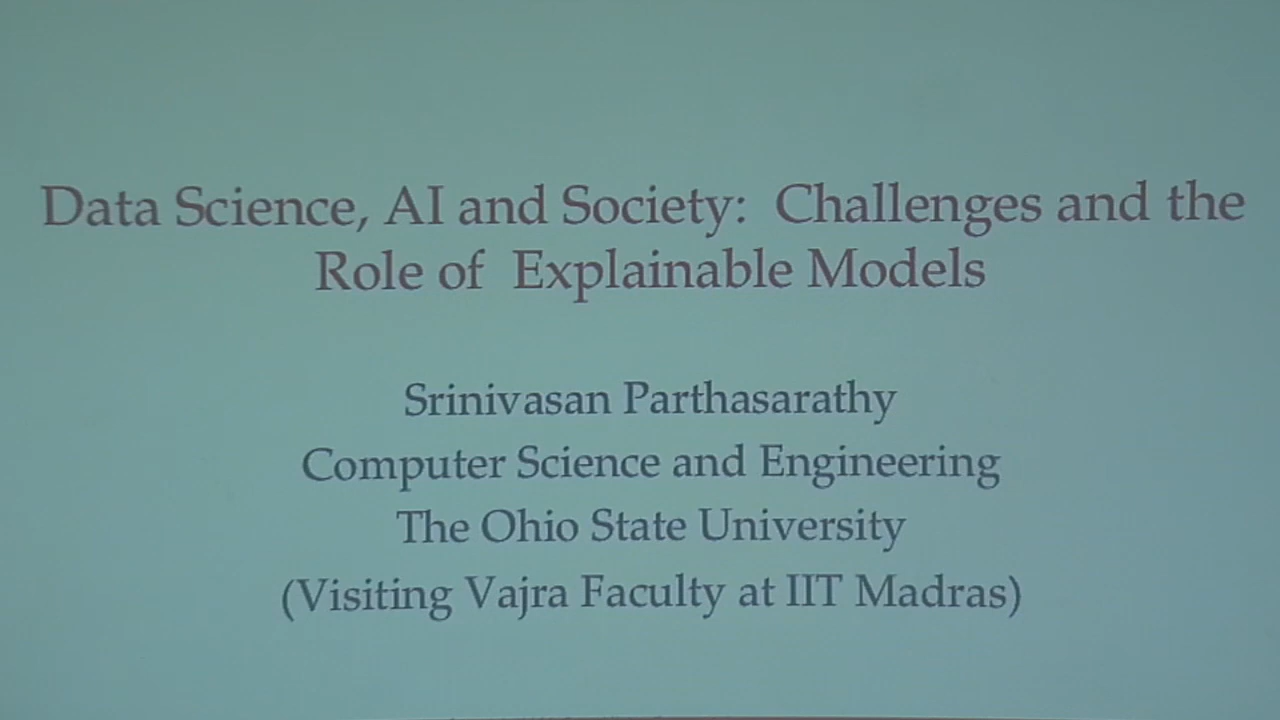 Data Science, AI and Society: Challenges and the
Role of Explainable Models
Srinivasan Parthasarathy
Computer Science and Engineering
The Ohio State University
(Visiting Vajra Faculty at IIT Madras)